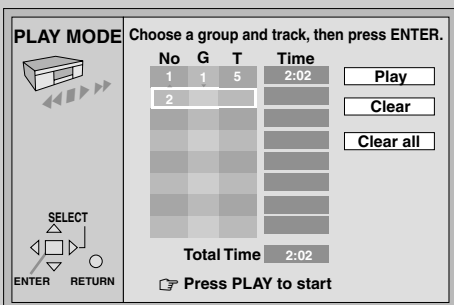 PLAY MODE
Choose a group and track, then press ENTER.
No G T Time
1 1 5 2:02 Play
2
Clear
Clear all
SELECT
ENTER RETURN
Total Time 2:02
☞ Press PLAY to start